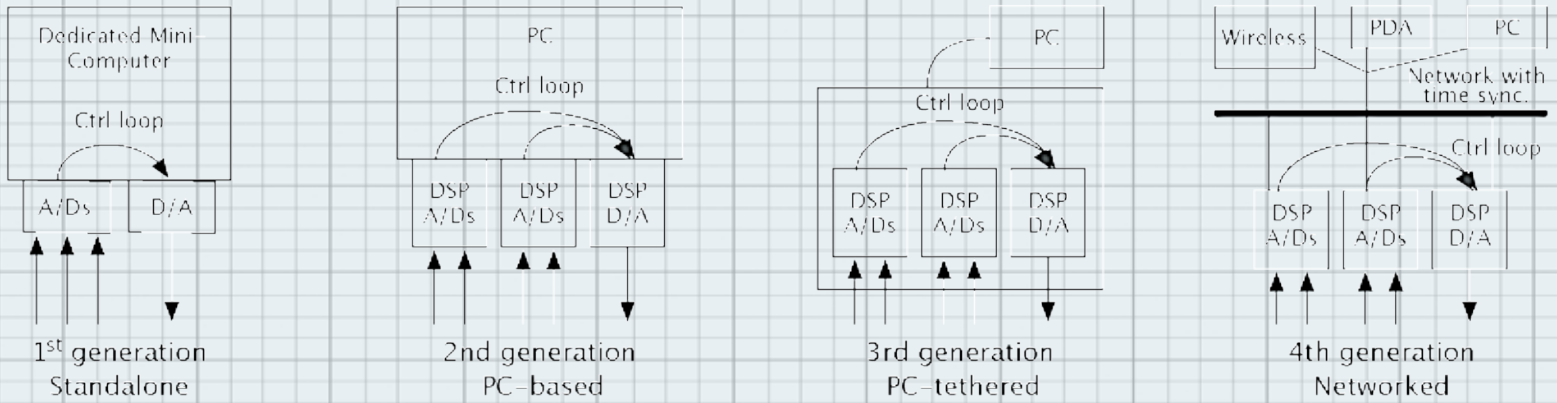 Dedicated Mini-
Computer
Ctrl loop
A/Ds
D/A
1st generation
Standalone
PC
Ctrl loop
DSP
A/Ds
DSP
A/Ds
DSP
D/A
2nd generation
PC-based
PC
Ctrl loop
DSP
A/Ds
DSP
A/Ds
DSP
D/A
3rd generation
PC-tethered
Wireless
PDA
PC
Network with
time sync.
Ctrl loop
DSP
A/Ds
DSP
A/Ds
DSP
D/A
4th generation
Networked